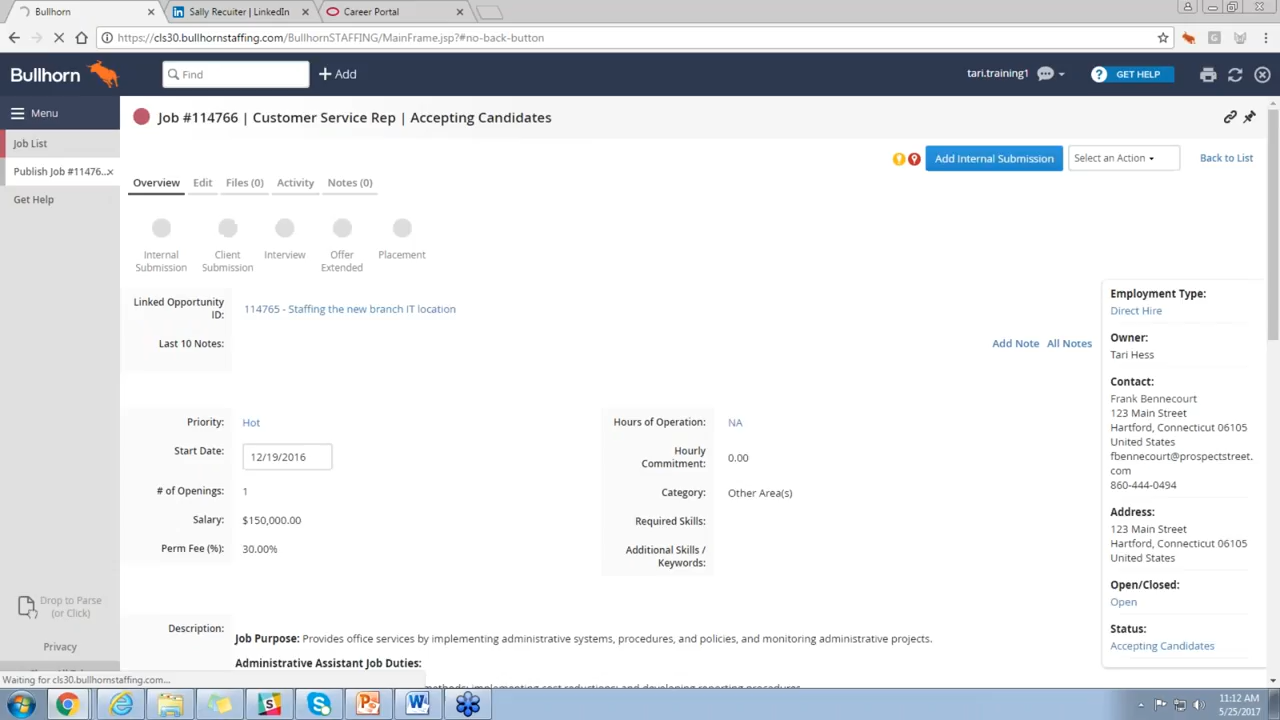 Bullhorn
Sally Recuiter | LinkedIn
Career Portal
https://cls30.bullhornstaffing.com/BullhornSTAFFING/MainFrame.jsp?#no-back-button
Bullhorn
Find
Add
tari.training1
GET HELP
Menu
Job List
Publish Job #11476...
Get Help
Job #114766 | Customer Service Rep | Accepting Candidates
Add Internal Submission
Select an Action
Back to List
Overview
Edit
Files (0)
Activity
Notes (0)
Internal
Submission
Client
Submission
Interview
Offer
Extended
Placement
Linked Opportunity
ID:
114765 - Staffing the new branch IT location
Last 10 Notes:
Add Note
All Notes
Priority: Hot
Start Date: 12/19/2016
# of Openings: 1
Salary: $150,000.00
Perm Fee (%): 30.00%
Hours of Operation: NA
Hourly
Commitment:
0.00
Category: Other Area(s)
Required Skills:
Additional Skills /
Keywords:
Description:
Job Purpose: Provides office services by implementing administrative systems, procedures, and policies, and monitoring administrative projects.
Administrative Assistant Job Duties:
Employment Type:
Direct Hire
Owner:
Tari Hess
Contact:
Frank Bennecourt
123 Main Street
Hartford, Connecticut 06105
United States
fbennecourt@prospectstreet.
com
860-444-0494
Address:
123 Main Street
Hartford, Connecticut 06105
United States
Open/Closed:
Open
Status:
Accepting Candidates
Drop to Parse
(or Click)
Privacy
Waiting for cls30.bullhornstaffing.com...
11:12 AM
5/25/2017